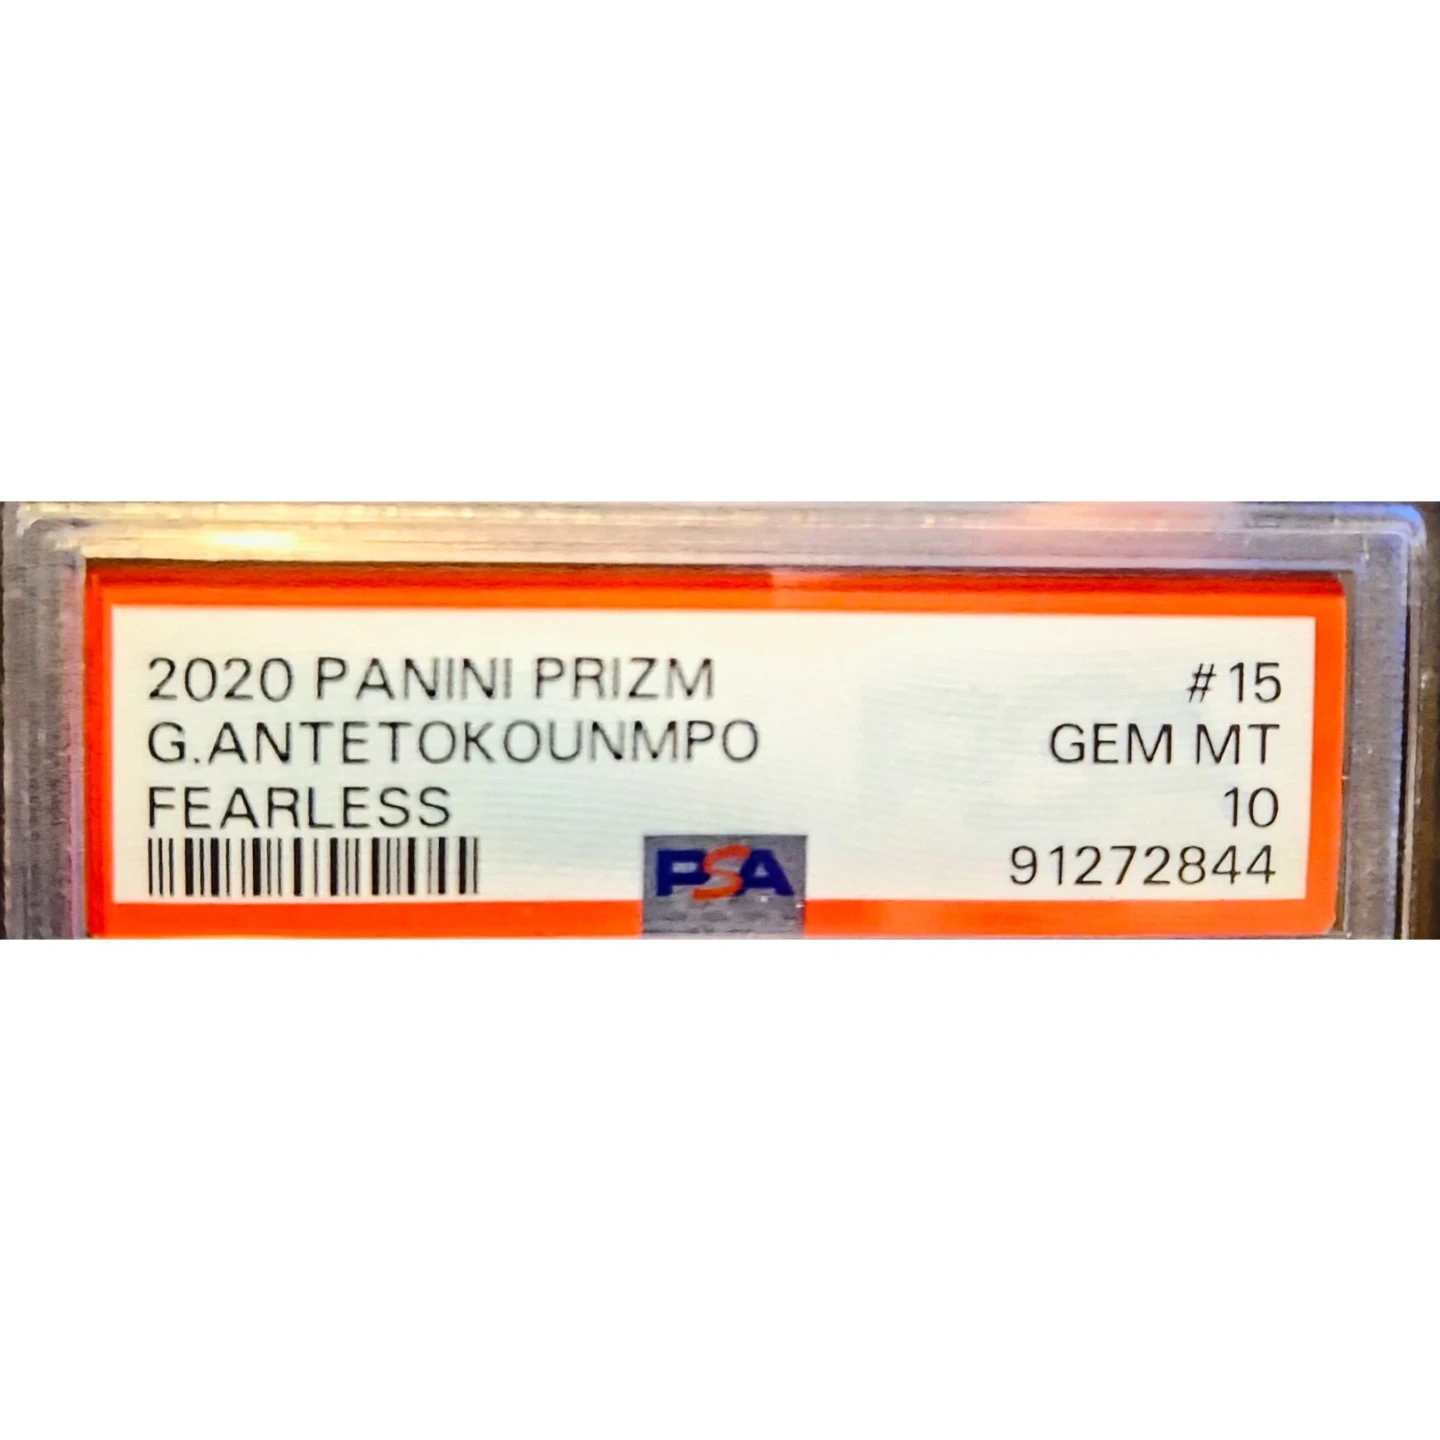 2020 PANINI PRIZM #15
G.ANTETOKOUNMPO GEM MT
FEARLESS 10
PSA 91272844